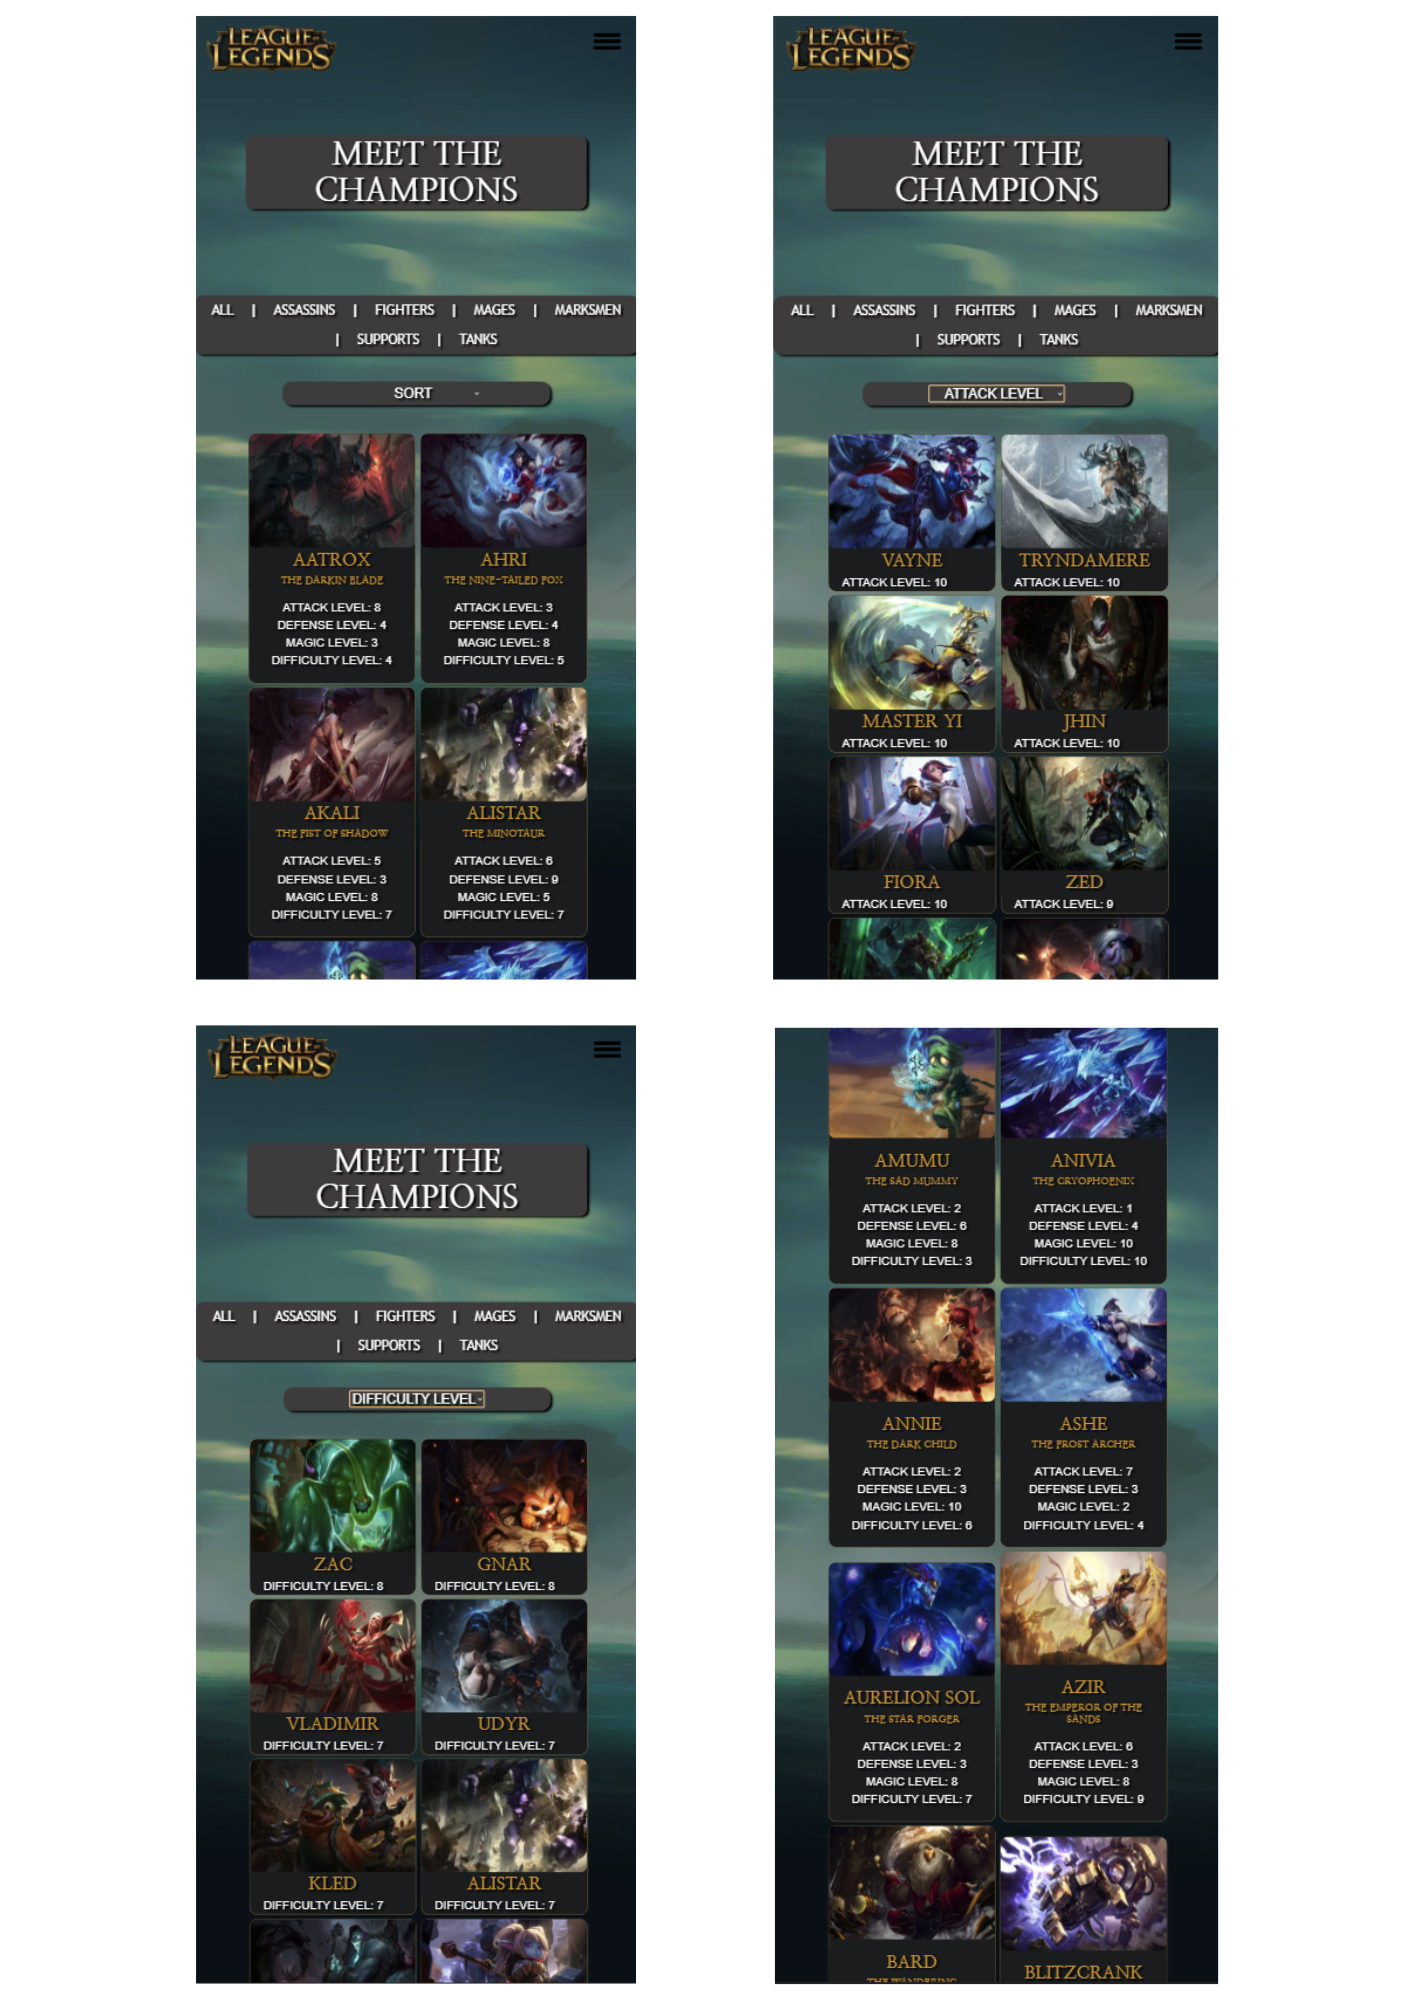 LEAGUE OF
LEGENDS
MEET THE
CHAMPIONS
ALL | ASSASSINS | FIGHTERS | MAGES | MARKSMEN
| SUPPORTS | TANKS
SORT
AATROX
THE DARKIN BLADE
ATTACK LEVEL: 8
DEFENSE LEVEL: 4
MAGIC LEVEL: 3
DIFFICULTY LEVEL: 4
AHRI
THE NINE-TAILED FOX
ATTACK LEVEL: 3
DEFENSE LEVEL: 4
MAGIC LEVEL: 8
DIFFICULTY LEVEL: 5
AKALI
THE FIST OF SHADOW
ATTACK LEVEL: 5
DEFENSE LEVEL: 3
MAGIC LEVEL: 8
DIFFICULTY LEVEL: 7
ALISTAR
THE MINOTAUR
ATTACK LEVEL: 6
DEFENSE LEVEL: 9
MAGIC LEVEL: 5
DIFFICULTY LEVEL: 7
LEAGUE OF
LEGENDS
MEET THE
CHAMPIONS
ALL | ASSASSINS | FIGHTERS | MAGES | MARKSMEN
| SUPPORTS | TANKS
ATTACK LEVEL
VAYNE
ATTACK LEVEL: 10
TRYNDAMERE
ATTACK LEVEL: 10
MASTER YI
ATTACK LEVEL: 10
JHIN
ATTACK LEVEL: 10
FIORA
ATTACK LEVEL: 10
ZED
ATTACK LEVEL: 9
LEAGUE OF
LEGENDS
MEET THE
CHAMPIONS
ALL | ASSASSINS | FIGHTERS | MAGES | MARKSMEN
| SUPPORTS | TANKS
DIFFICULTY LEVEL
ZAC
DIFFICULTY LEVEL: 8
GNAR
DIFFICULTY LEVEL: 8
VLADIMIR
DIFFICULTY LEVEL: 7
UDYR
DIFFICULTY LEVEL: 7
KLED
DIFFICULTY LEVEL: 7
ALISTAR
DIFFICULTY LEVEL: 7
AMUMU
THE SAD MUMMY
ATTACK LEVEL: 2
DEFENSE LEVEL: 6
MAGIC LEVEL: 8
DIFFICULTY LEVEL: 3
ANIVIA
THE CRYOPHOENIX
ATTACK LEVEL: 1
DEFENSE LEVEL: 4
MAGIC LEVEL: 10
DIFFICULTY LEVEL: 10
ANNIE
THE DARK CHILD
ATTACK LEVEL: 2
DEFENSE LEVEL: 3
MAGIC LEVEL: 10
DIFFICULTY LEVEL: 6
ASHE
THE FROST ARCHER
ATTACK LEVEL: 7
DEFENSE LEVEL: 3
MAGIC LEVEL: 2
DIFFICULTY LEVEL: 4
AURELION SOL
THE STAR FORGER
ATTACK LEVEL: 2
DEFENSE LEVEL: 3
MAGIC LEVEL: 8
DIFFICULTY LEVEL: 7
AZIR
THE EMPEROR OF THE
SANDS
ATTACK LEVEL: 6
DEFENSE LEVEL: 3
MAGIC LEVEL: 8
DIFFICULTY LEVEL: 9
BARD
THE WANDERING
BLITZCRANK